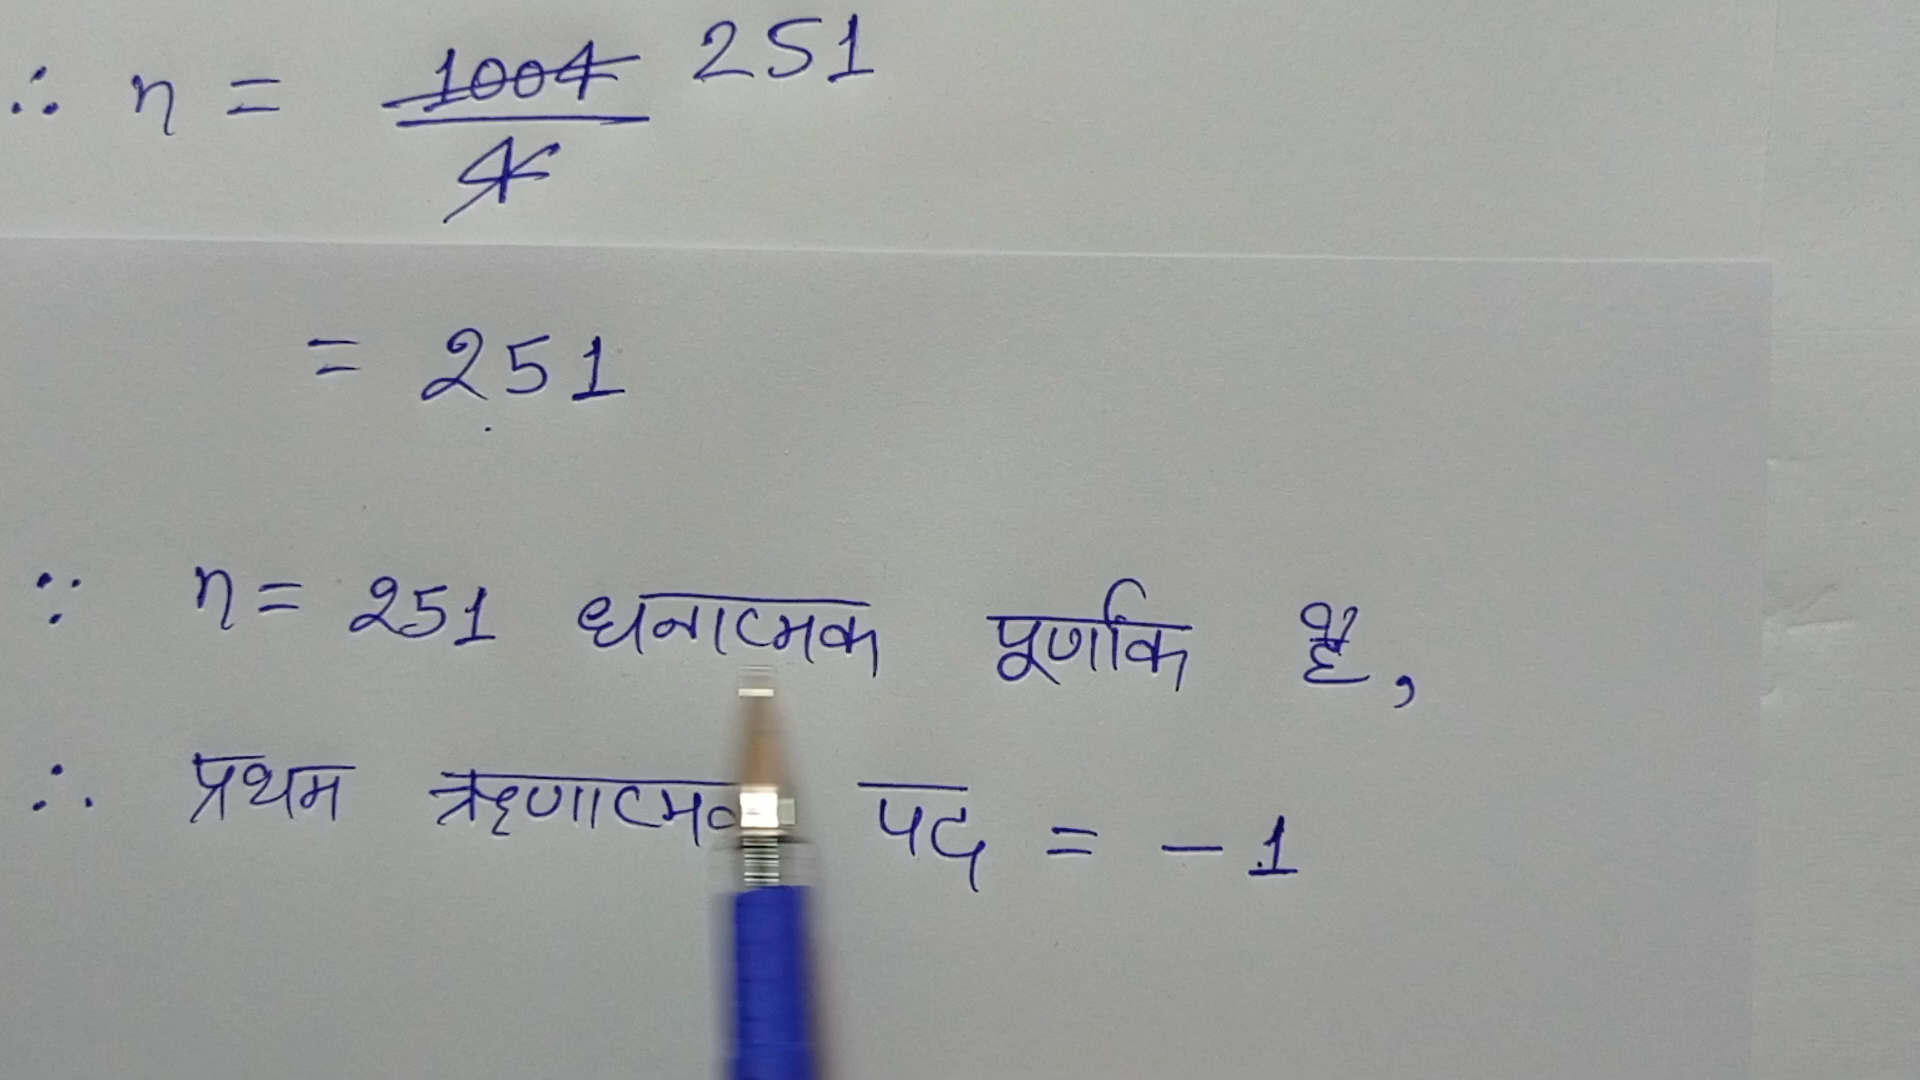 ∴ n = 1004/4 251
= 251
∵ n = 251 धनात्मक पूर्णांक है,
∴ प्रथम ऋणात्मक पद = - 1